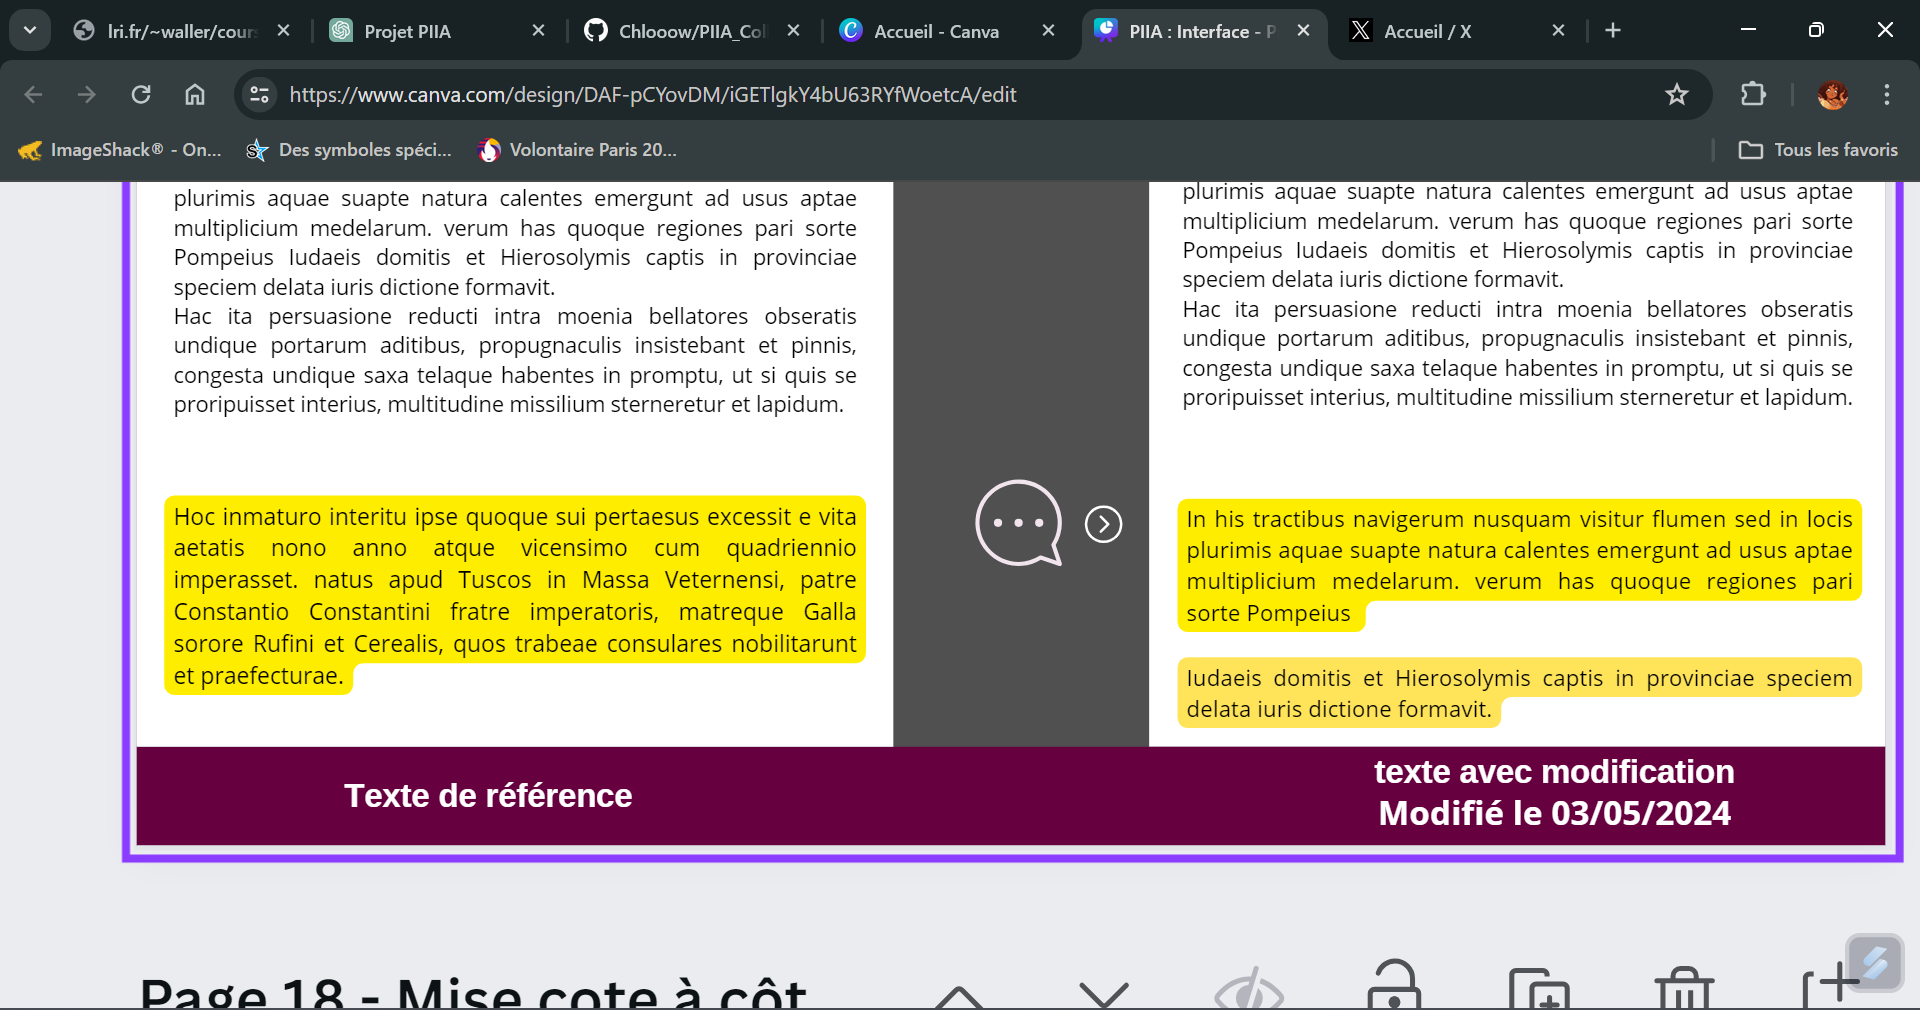 lri.fr/~waller/cour
Projet PIIA
Chlooow/PIIA_Col
Accueil - Canva
PIIA : Interface - P
Accueil / X
https://www.canva.com/design/DAF-pCYovDM/iGETlgkY4bU63RYfWoetcA/edit
ImageShack® - On...
Des symboles spéci...
Volontaire Paris 20...
Tous les favoris
plurimis aquae suapte natura calentes emergunt ad usus aptae
multiplicium medelarum. verum has quoque regiones pari sorte
Pompeius Iudaeis domitis et Hierosolymis captis in provinciae
speciem delata iuris dictione formavit.
Hac ita persuasione reducti intra moenia bellatores obseratis
undique portarum aditibus, propugnaculis insistebant et pinnis,
congesta undique saxa telaque habentes in promptu, ut si quis se
proripuisset interius, multitudine missilium sterneretur et lapidum.
Hoc inmaturo interitu ipse quoque sui pertaesus excessit e vita
aetatis nono anno atque vicensimo cum quadriennio
imperasset. natus apud Tuscos in Massa Veternensi, patre
Constantio Constantini fratre imperatoris, matreque Galla
sorore Rufini et Cerealis, quos trabeae consulares nobilitarunt
et praefecturae.
plurimis aquae suapte natura calentes emergunt ad usus aptae
multiplicium medelarum. verum has quoque regiones pari sorte
Pompeius Iudaeis domitis et Hierosolymis captis in provinciae
speciem delata iuris dictione formavit.
Hac ita persuasione reducti intra moenia bellatores obseratis
undique portarum aditibus, propugnaculis insistebant et pinnis,
congesta undique saxa telaque habentes in promptu, ut si quis se
proripuisset interius, multitudine missilium sterneretur et lapidum.
In his tractibus navigerum nusquam visitur flumen sed in locis
plurimis aquae suapte natura calentes emergunt ad usus aptae
multiplicium medelarum. verum has quoque regiones pari
sorte Pompeius
Iudaeis domitis et Hierosolymis captis in provinciae speciem
delata iuris dictione formavit.
Texte de référence
texte avec modification
Modifié le 03/05/2024
Page 18 - Mise cote à côt